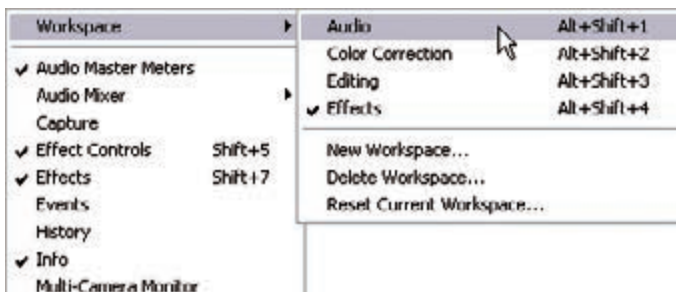 Workspace
Audio Master Meters
Audio Mixer
Capture
Effect Controls Shift+5
Effects Shift+7
Events
History
Info
Multi-Camera Monitor
Audio Alt+Shift+1
Color Correction Alt+Shift+2
Editing Alt+Shift+3
Effects Alt+Shift+4
New Workspace...
Delete Workspace...
Reset Current Workspace...